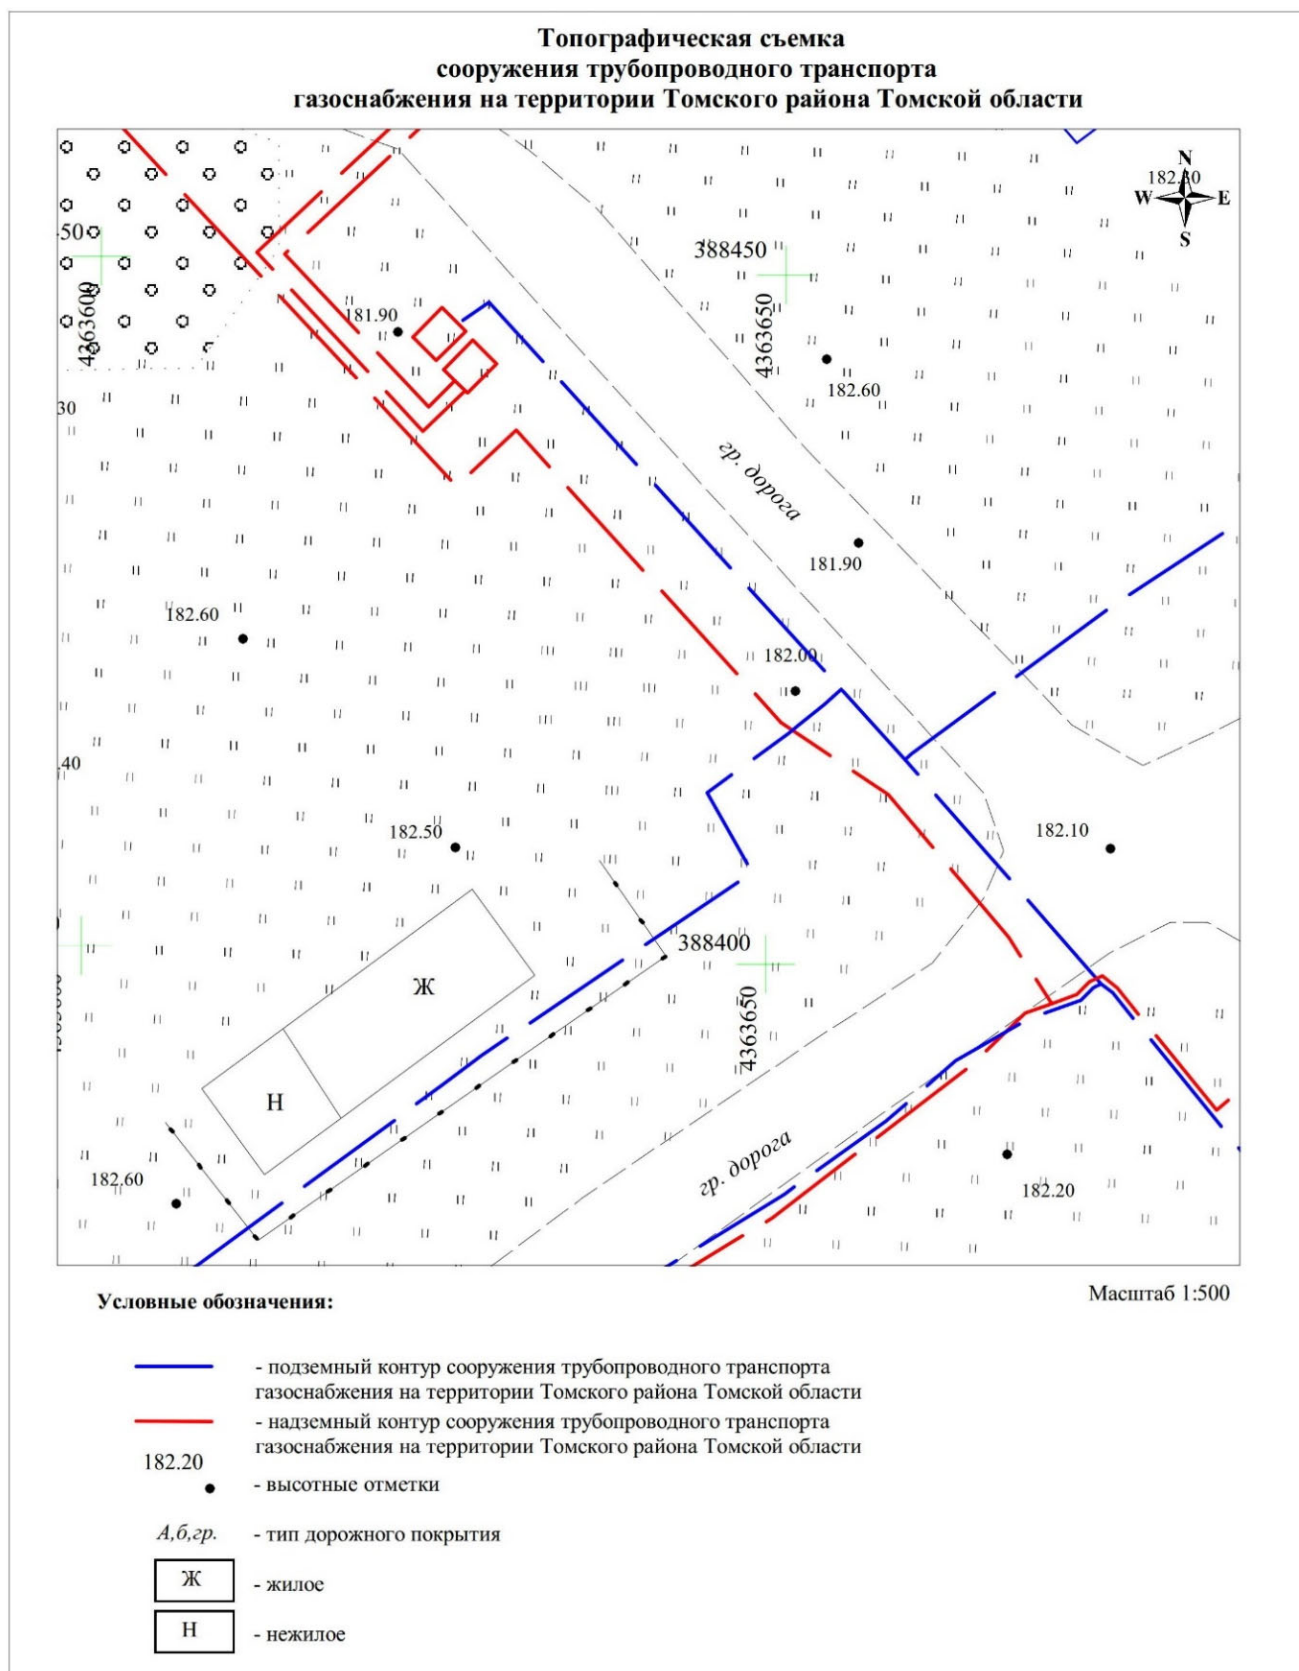 Топографическая съемка
сооружения трубопроводного транспорта
газоснабжения на территории Томского района Томской области
N
182.30
W E
S
.50
388450
4363600
181.90
4363650
182.60
30
гр. дорога
181.90
182.60
182.00
.40
182.50
182.10
388400
Ж
4363650
Н
гр. дорога
182.60
182.20
Условные обозначения:
Масштаб 1:500
- подземный контур сооружения трубопроводного транспорта
газоснабжения на территории Томского района Томской области
- надземный контур сооружения трубопроводного транспорта
газоснабжения на территории Томского района Томской области
182.20
- высотные отметки
А,б,гр. - тип дорожного покрытия
Ж - жилое
Н - нежилое